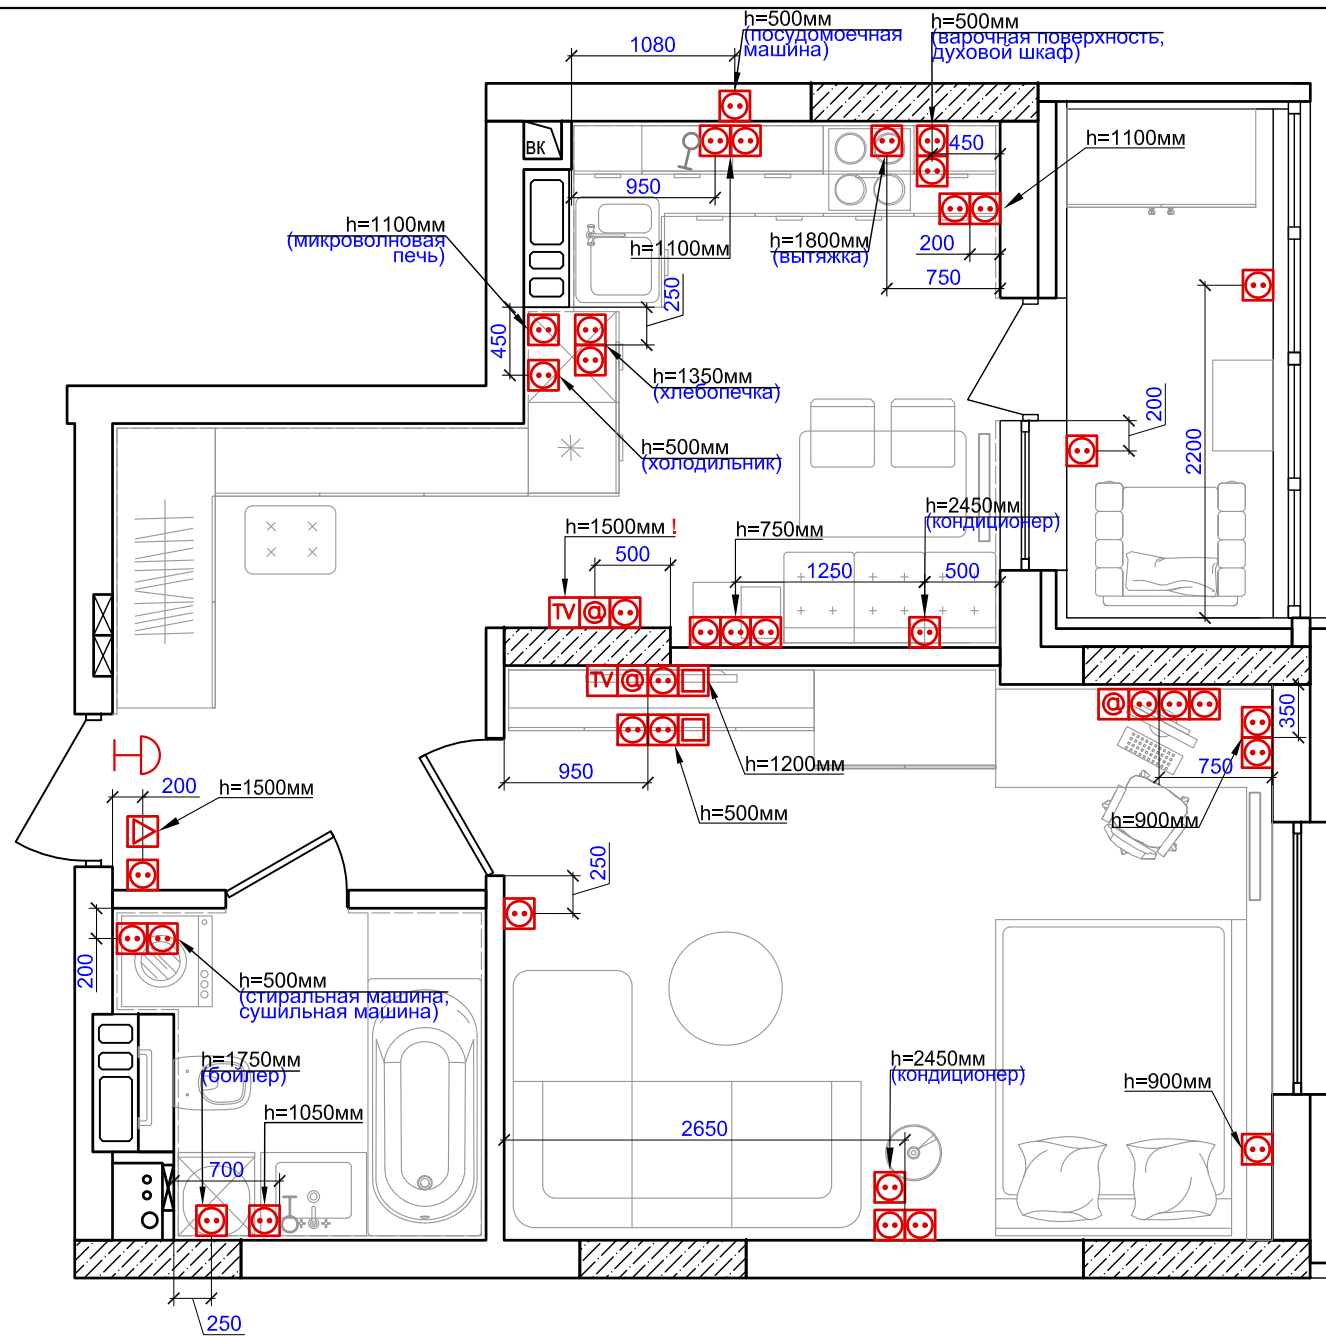 h=500мм
(посудомоечная
машина)
h=500мм
(варочная поверхность,
духовой шкаф)
1080
ВК
450
h=1100мм
950
h=1100мм
(микроволновая
печь)
h=1100мм
h=1800мм
(вытяжка)
200
750
250
450
h=1350мм
(хлебопечка)
200
2200
h=500мм
(холодильник)
h=2450мм
(кондиционер)
h=1500мм !
h=750мм
500
1250
500
TV @
TV @
@
350
h=1200мм
950
750
200
h=1500мм
h=500мм
h=900мм
250
200
h=500мм
(стиральная машина,
сушильная машина)
h=1750мм
(бойлер)
h=2450мм
(кондиционер)
h=900мм
h=1050мм
2650
700
250